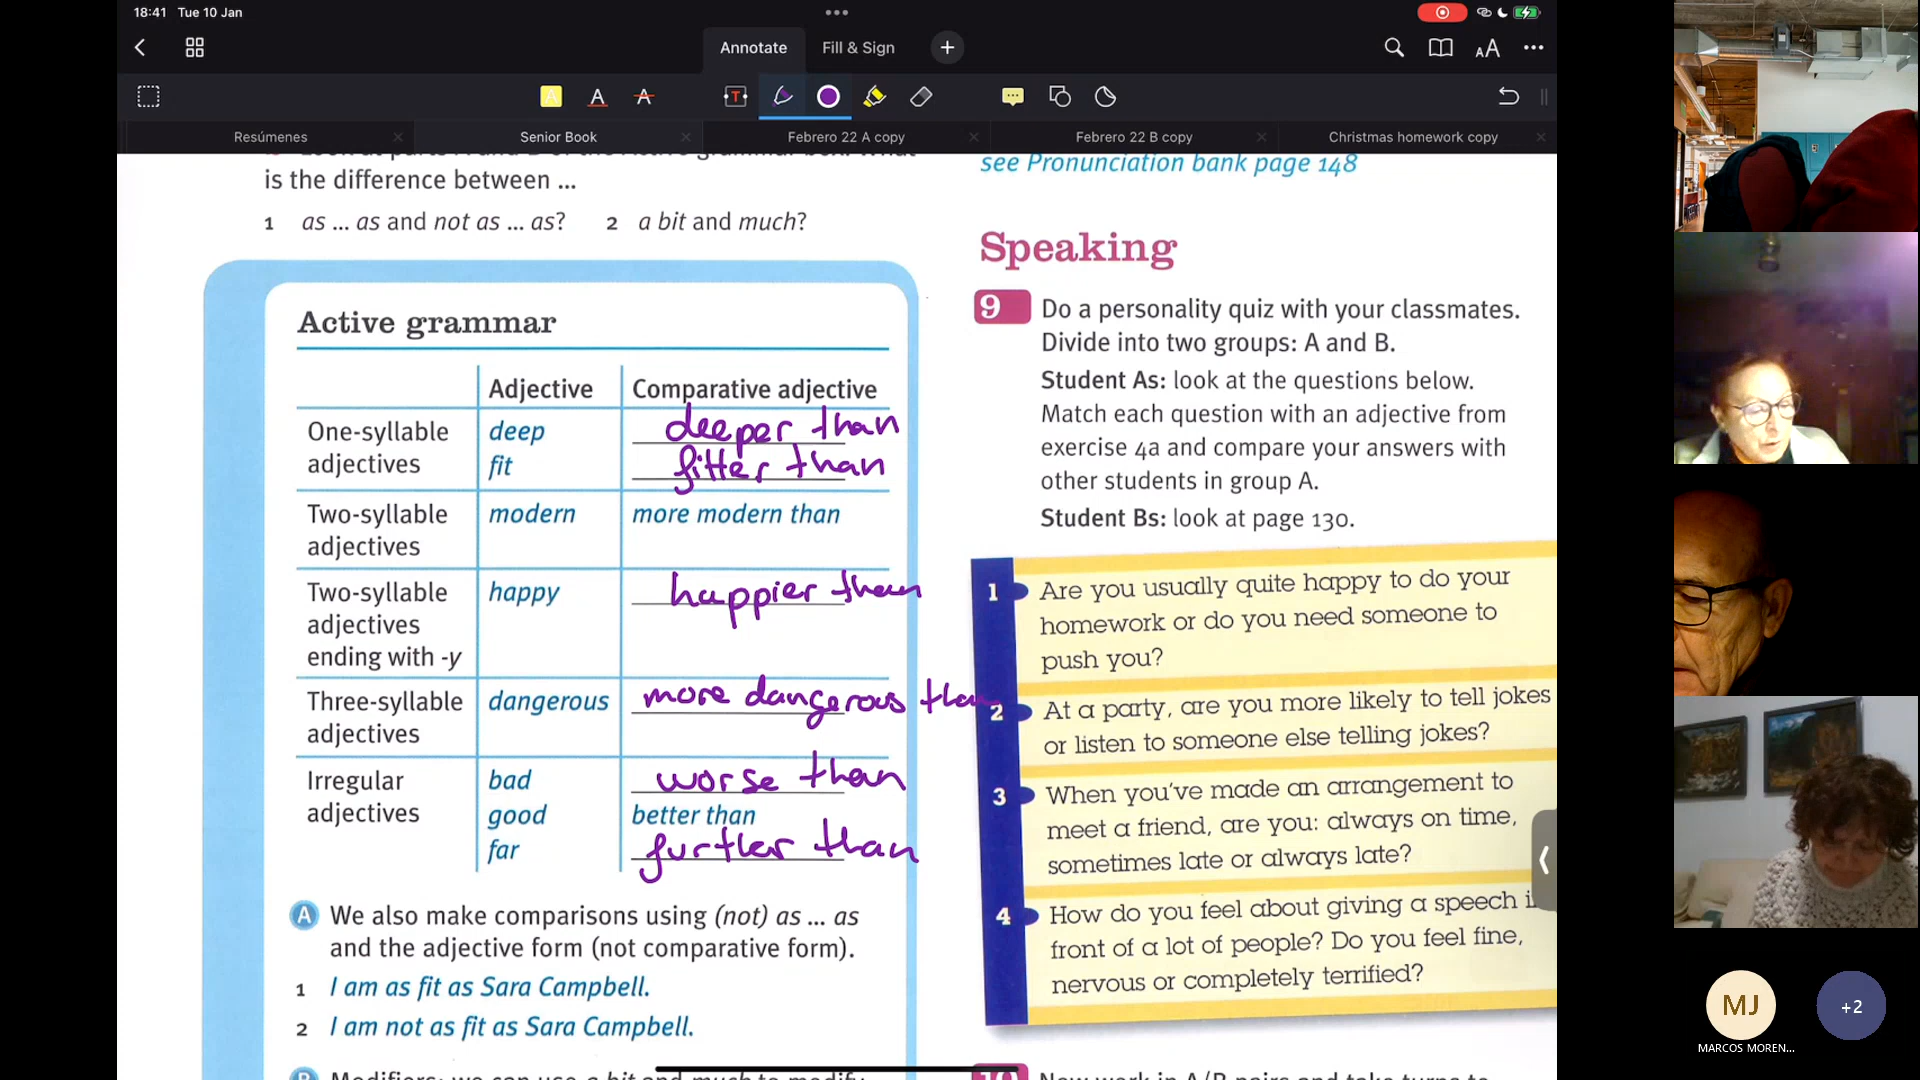 18:41 Tue 10 Jan
Annotate
Fill & Sign
Resúmenes
Senior Book
Febrero 22 A copy
Febrero 22 B copy
Christmas homework copy
is the difference between ...
1 as ... as and not as ... as? 2 a bit and much?
Active grammar
Adjective Comparative adjective
One-syllable adjectives
deep deeper than
fit fitter than
Two-syllable adjectives
modern more modern than
Two-syllable adjectives ending with -y
happy happier than
Three-syllable adjectives
dangerous more dangerous than
Irregular adjectives
bad worse than
good better than
far further than
A We also make comparisons using (not) as ... as
and the adjective form (not comparative form).
1 I am as fit as Sara Campbell.
2 I am not as fit as Sara Campbell.
see Pronunciation bank page 148
Speaking
9 Do a personality quiz with your classmates.
Divide into two groups: A and B.
Student As: look at the questions below.
Match each question with an adjective from
exercise 4a and compare your answers with
other students in group A.
Student Bs: look at page 130.
1 Are you usually quite happy to do your
homework or do you need someone to
push you?
2 At a party, are you more likely to tell jokes
or listen to someone else telling jokes?
3 When you've made an arrangement to
meet a friend, are you: always on time,
sometimes late or always late?
4 How do you feel about giving a speech
front of a lot of people? Do you feel fine,
nervous or completely terrified?
MJ
+2
MARCOS MOREN...